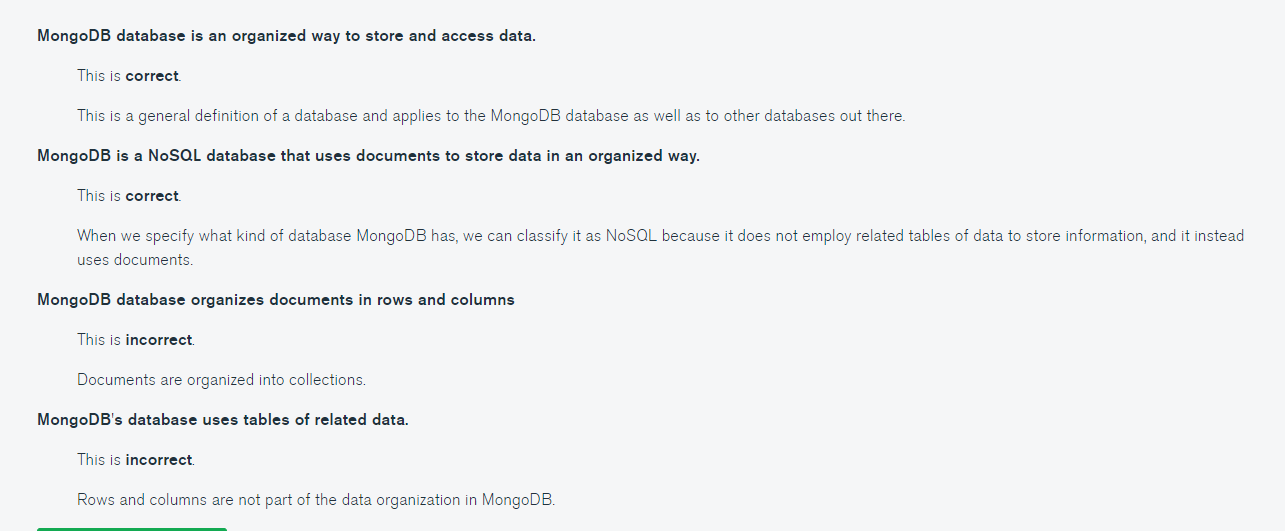 MongoDB database is an organized way to store and access data.
This is correct.
This is a general definition of a database and applies to the MongoDB database as well as to other databases out there.
MongoDB is a NoSQL database that uses documents to store data in an organized way.
This is correct.
When we specify what kind of database MongoDB has, we can classify it as NoSQL because it does not employ related tables of data to store information, and it instead
uses documents.
MongoDB database organizes documents in rows and columns
This is incorrect.
Documents are organized into collections.
MongoDB's database uses tables of related data.
This is incorrect.
Rows and columns are not part of the data organization in MongoDB.